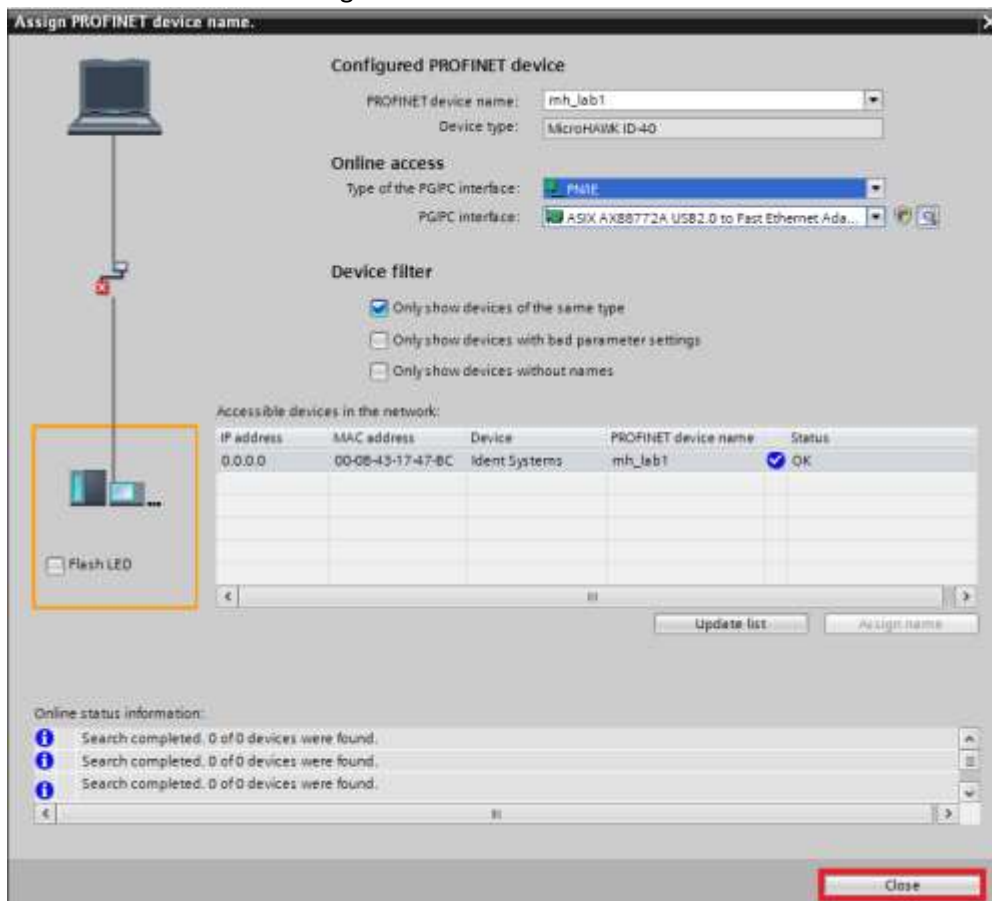 Assign PROFINET device name.
Configured PROFINET device
PROFINET device name: mh_lab1
Device type: MicroHAWK ID-40
Online access
Type of the PG/PC interface: PN/IE
PG/PC interface: ASIX AX88772A USB2.0 to Fast Ethernet Ada...
Device filter
Only show devices of the same type
Only show devices with bad parameter settings
Only show devices without names
Accessible devices in the network:
IP address MAC address Device PROFINET device name Status
0.0.0.0 00-08-43-17-47-8C Ident Systems mh_lab1 OK
Flash LED
Update list Assign name
Online status information:
Search completed. 0 of 0 devices were found.
Search completed. 0 of 0 devices were found.
Search completed. 0 of 0 devices were found.
Close